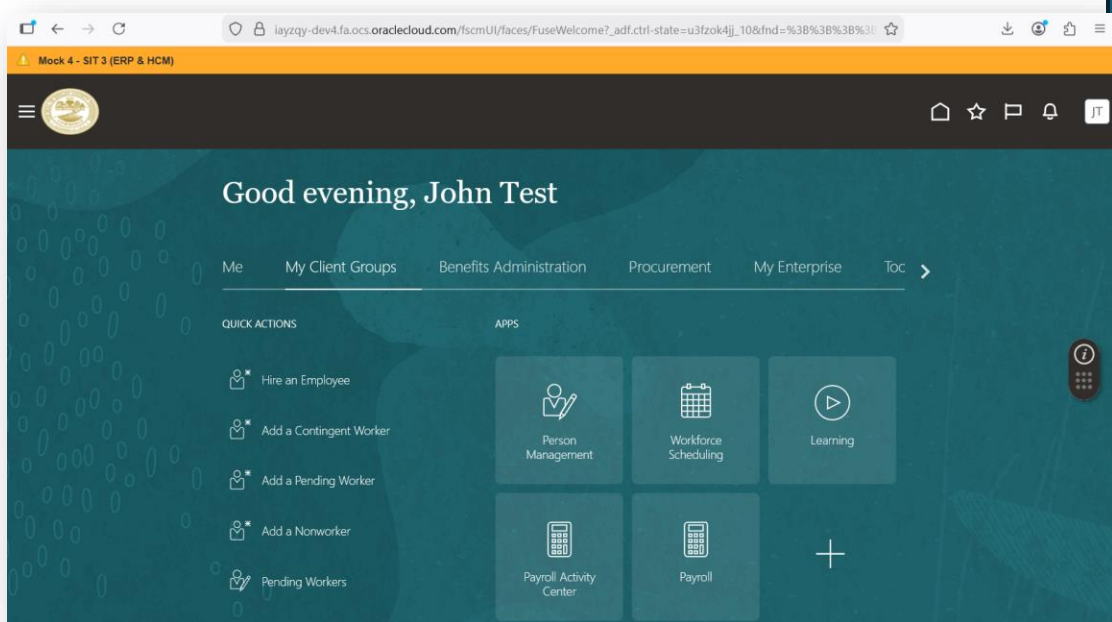 iayzqy-dev4.fa.ocs.oraclecloud.com/fscmUI/faces/FuseWelcome?_adf.ctrl-state=u3fzok4jj_10&fnd=%3B%3B%3B%3B
Mock 4 - SIT 3 (ERP & HCM)
JT
Good evening, John Test
Me My Client Groups Benefits Administration Procurement My Enterprise Too
QUICK ACTIONS APPS
Hire an Employee
Add a Contingent Worker
Add a Pending Worker
Add a Nonworker
Pending Workers
Person
Management
Workforce
Scheduling
Learning
Payroll Activity
Center
Payroll